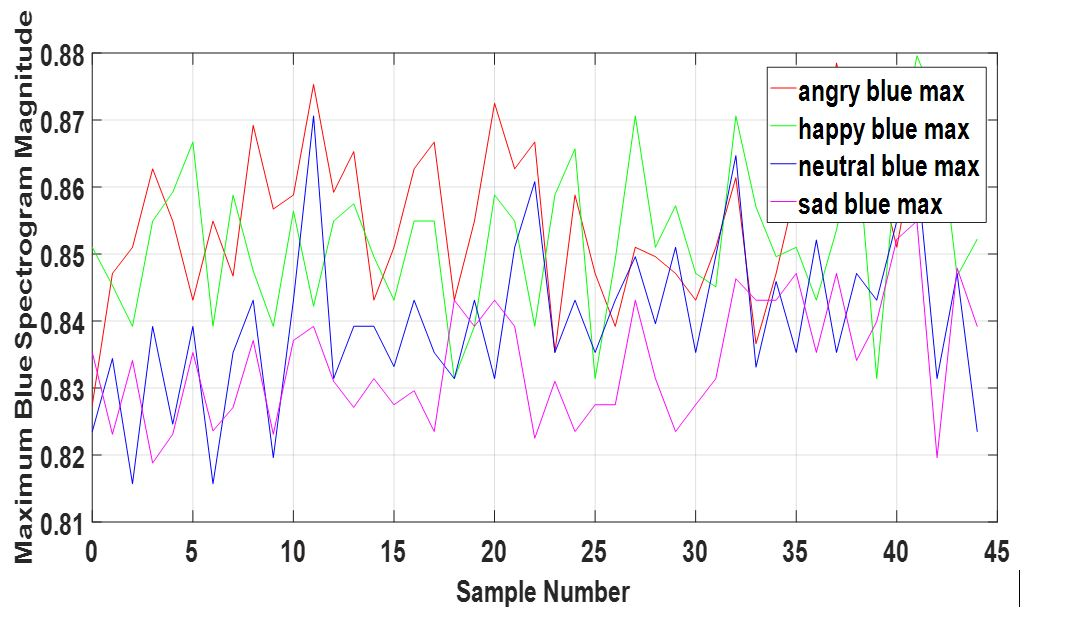 Maximum Blue Spectrogram Magnitude
0.88
0.87
0.86
0.85
0.84
0.83
0.82
0.81
angry blue max
happy blue max
neutral blue max
sad blue max
0 5 10 15 20 25 30 35 40 45
Sample Number